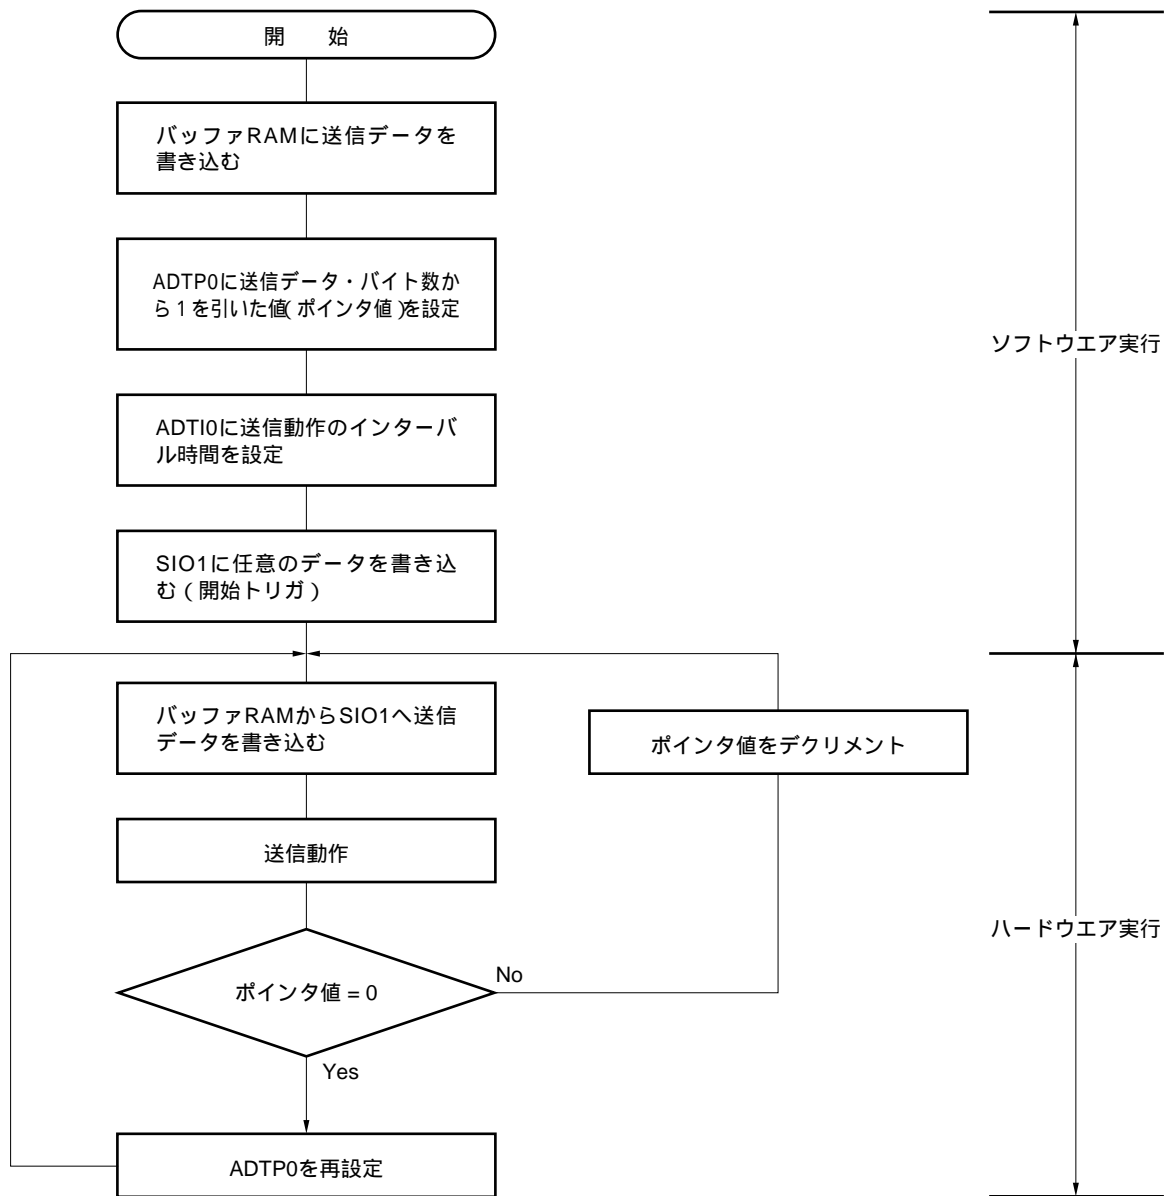 開 始
バッファRAMに送信データを
書き込む
ADTP0に送信データ・バイト数か
ら1を引いた値(ポインタ値)を設定
ソフトウエア実行
ADTI0に送信動作のインターバ
ル時間を設定
SIO1に任意のデータを書き込
む(開始トリガ)
バッファRAMからSIO1へ送信
データを書き込む
ポインタ値をデクリメント
送信動作
ハードウエア実行
ポインタ値 = 0
No
Yes
ADTP0を再設定